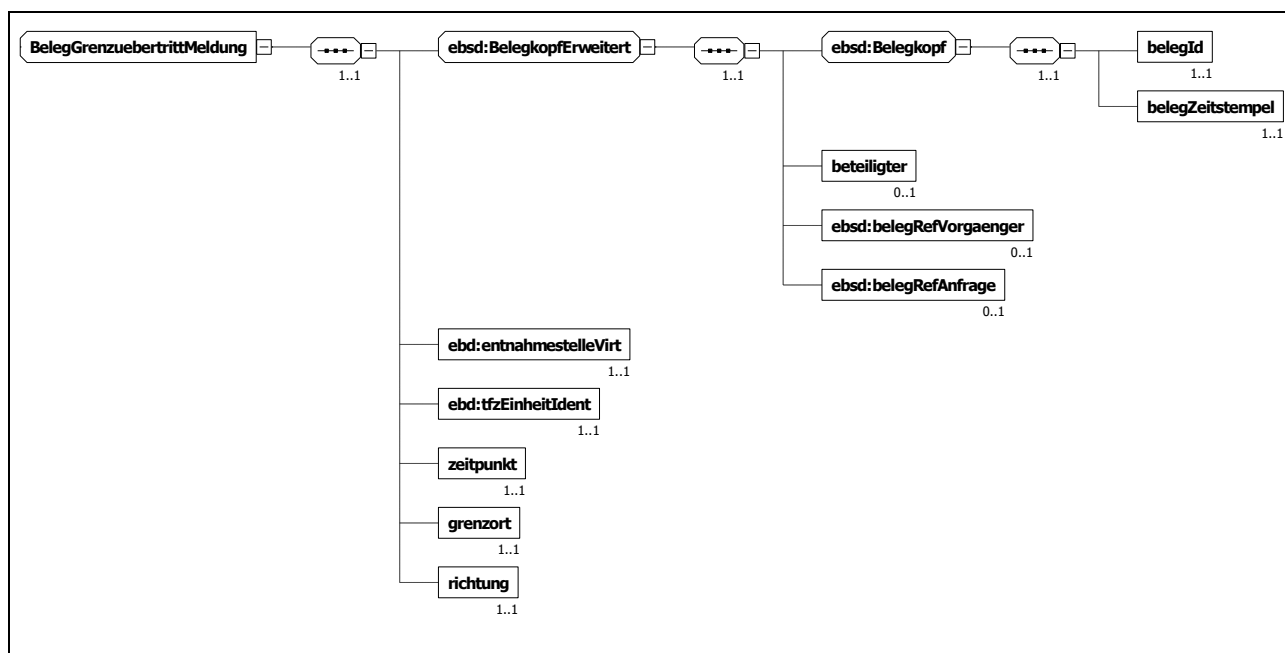 BelegGrenzuebertrittMeldung
1..1
ebsd:BelegkopfErweitert
1..1
ebsd:Belegkopf
1..1
belegId
1..1
belegZeitstempel
1..1
beteiligter
0..1
ebsd:belegRefVorgaenger
0..1
ebsd:belegRefAnfrage
0..1
ebd:entnahmestelleVirt
1..1
ebd:tfzEinheitIdent
1..1
zeitpunkt
1..1
grenzort
1..1
richtung
1..1